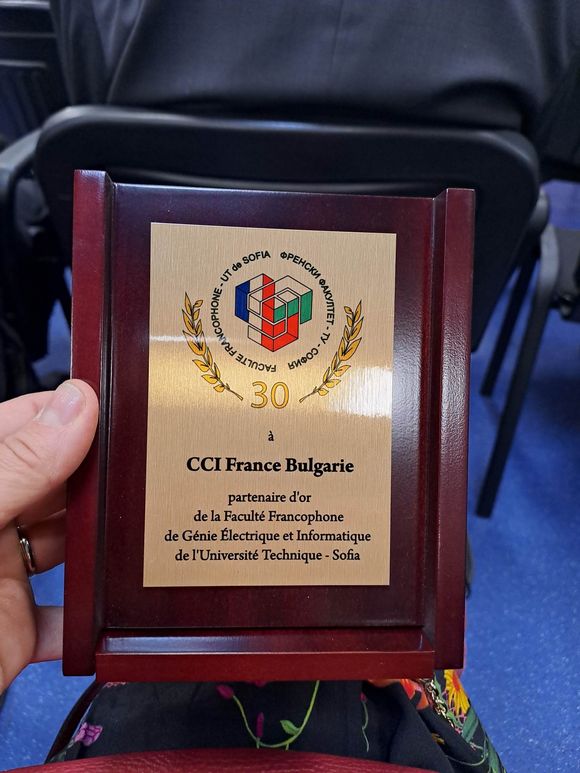 FACULTE FRANCOPHONE - UT de SOFIA
ФРЕНСКИ ФАКУЛТЕТ - ТУ - СОФИЯ
30
à
CCI France Bulgarie
partenaire d'or
de la Faculté Francophone
de Génie Électrique et Informatique
de l'Université Technique - Sofia